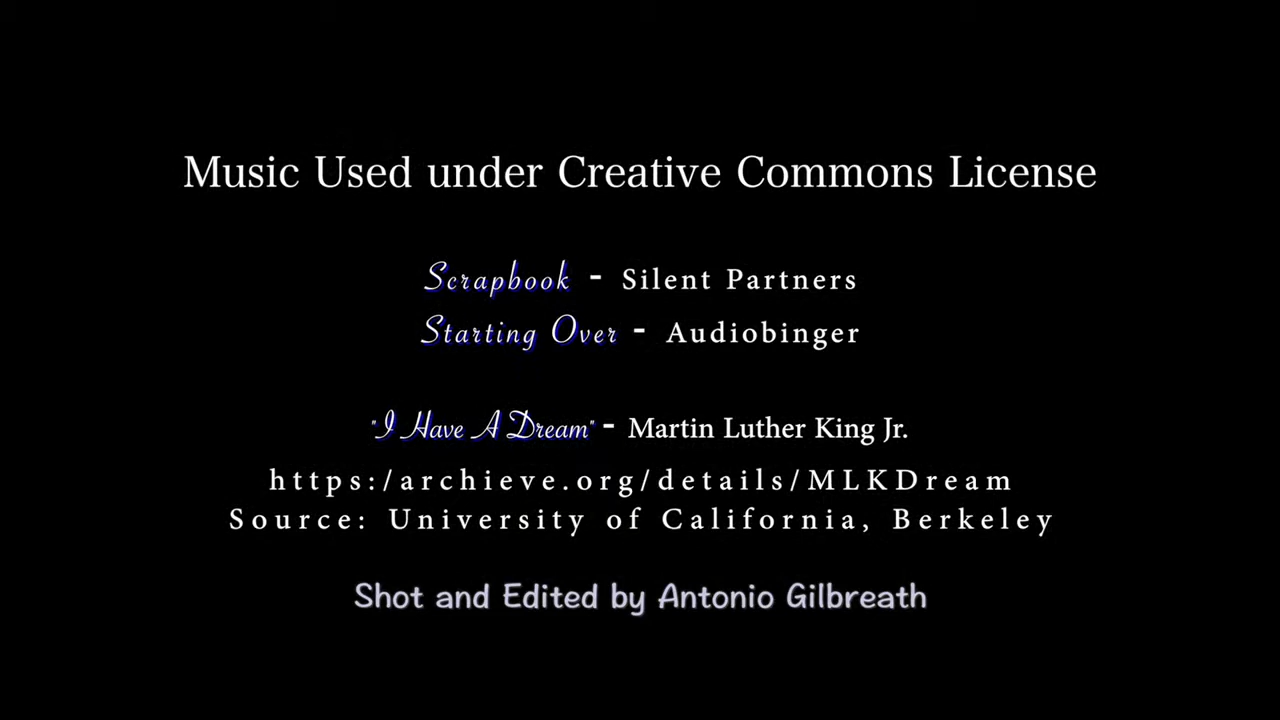 Music Used under Creative Commons License
Scrapbook - Silent Partners
Starting Over - Audiobinger
"I Have A Dream" - Martin Luther King Jr.
https:/archieve.org/details/MLKDream
Source: University of California, Berkeley
Shot and Edited by Antonio Gilbreath